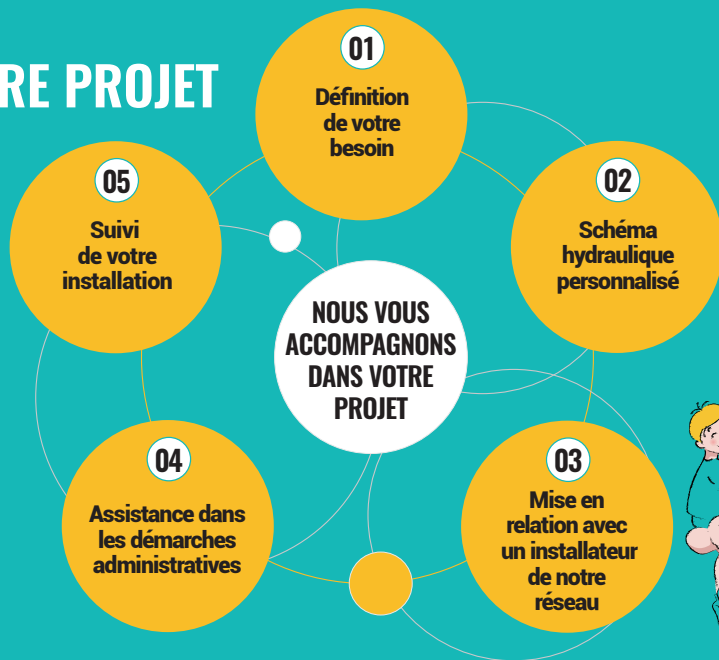 RE PROJET
01
Définition
de votre
besoin
02
Schéma
hydraulique
personnalisé
03
Mise en
relation avec
un installateur
de notre
réseau
04
Assistance dans
les démarches
administratives
05
Suivi
de votre
installation
NOUS VOUS
ACCOMPAGNONS
DANS VOTRE
PROJET